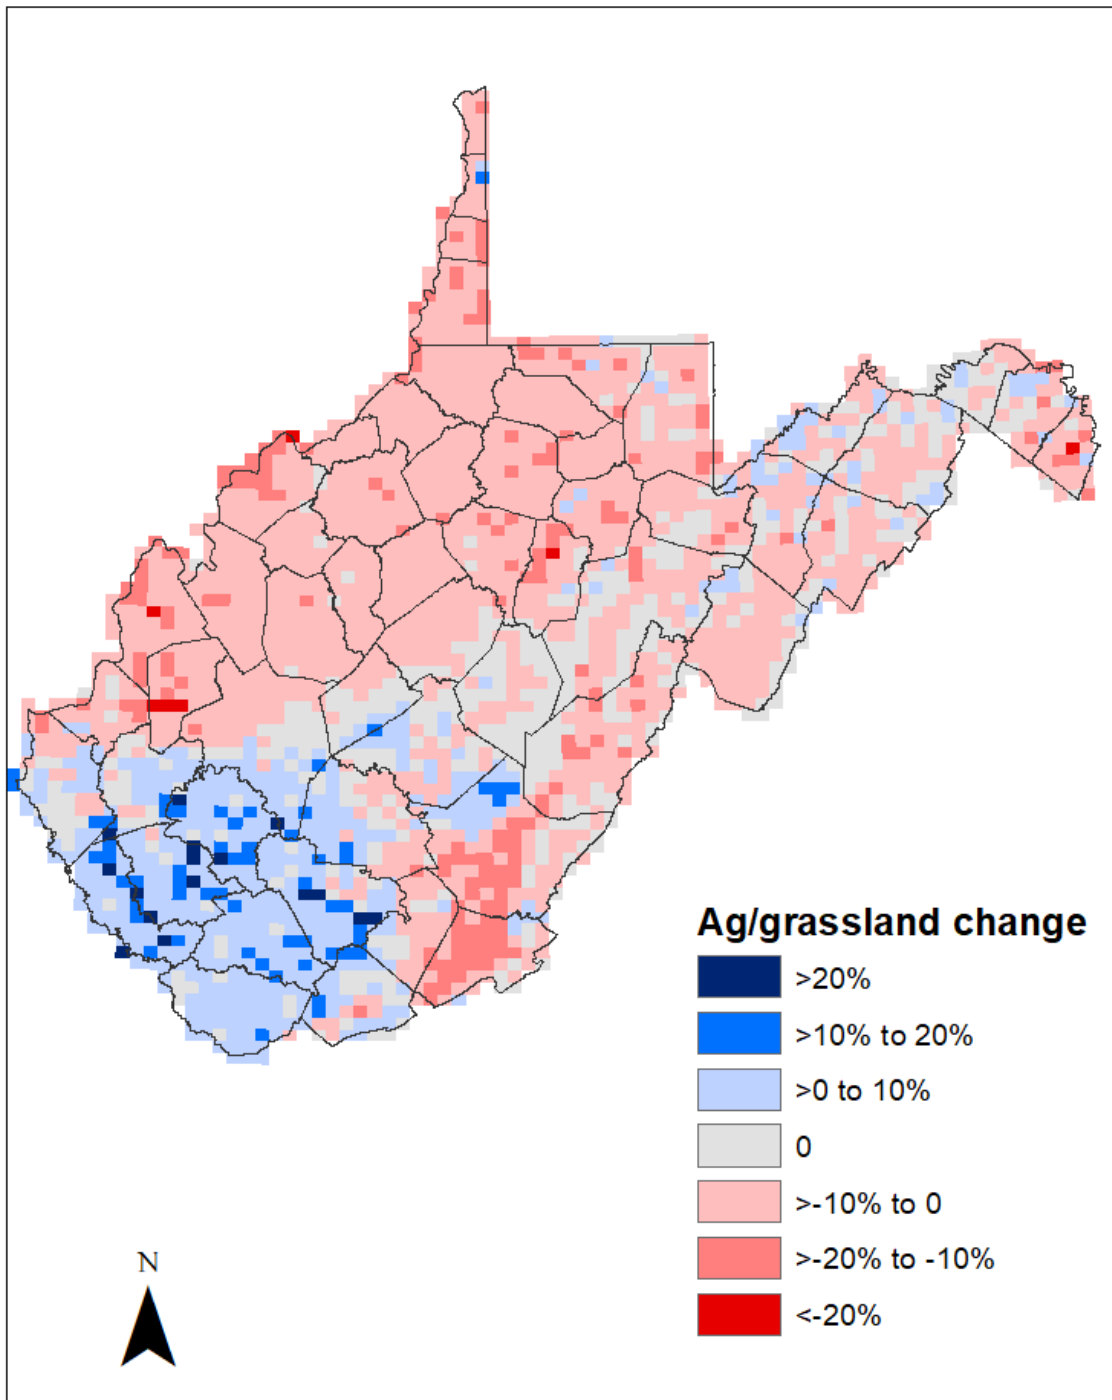 Ag/grassland change
>20%
>10% to 20%
>0 to 10%
0
>-10% to 0
>-20% to -10%
<-20%
N